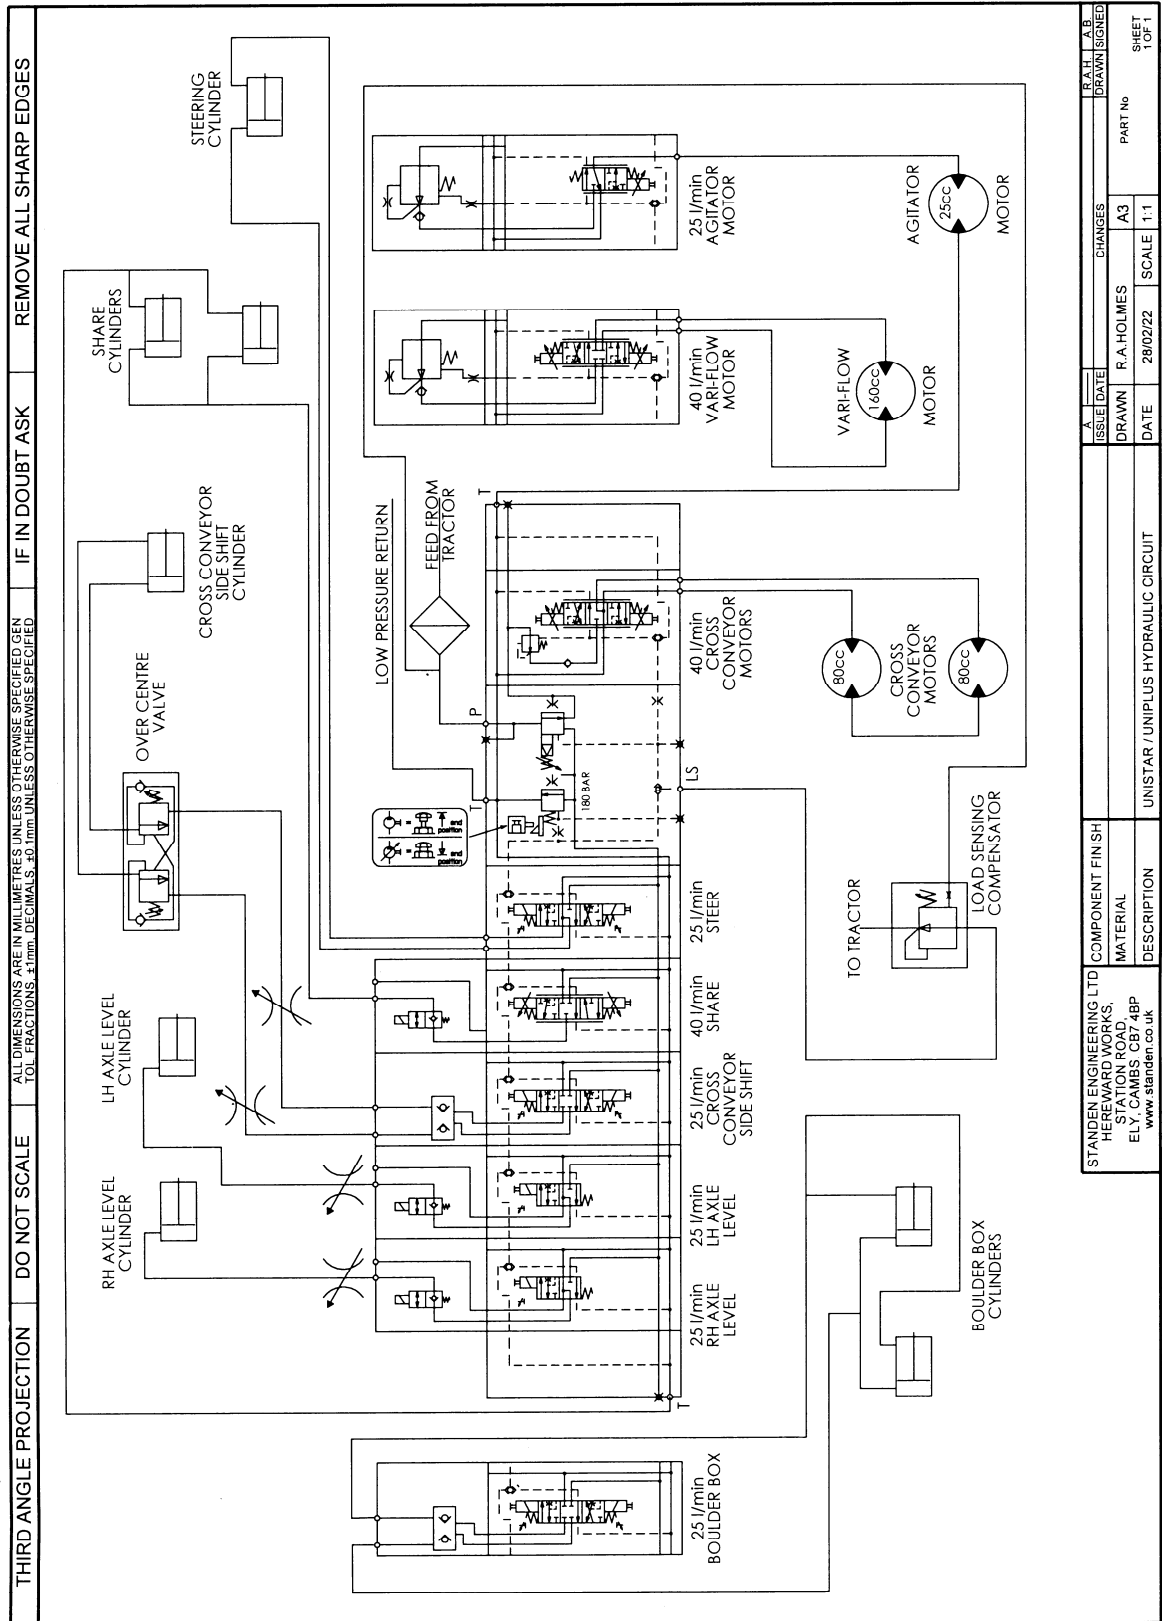 THIRD ANGLE PROJECTION
DO NOT SCALE
ALL DIMENSIONS ARE IN MILLIMETRES UNLESS OTHERWISE SPECIFIED GEN
TOL. FRACTIONS, ±1mm, DECIMALS, ±0.1mm UNLESS OTHERWISE SPECIFIED
IF IN DOUBT ASK
REMOVE ALL SHARP EDGES
RH AXLE LEVEL
CYLINDER
LH AXLE LEVEL
CYLINDER
OVER CENTRE
VALVE
CROSS CONVEYOR
SIDE SHIFT
CYLINDER
SHARE
CYLINDERS
STEERING
CYLINDER
LOW PRESSURE RETURN
FEED FROM
TRACTOR
T
P
T
end
position
end
position
180 BAR
LS
T
25 l/min
BOULDER BOX
25 l/min
RH AXLE
LEVEL
25 l/min
LH AXLE
LEVEL
25 l/min
CROSS
CONVEYOR
SIDE SHIFT
40 l/min
SHARE
25 l/min
STEER
40 l/min
CROSS
CONVEYOR
MOTORS
40 l/min
VARI-FLOW
MOTOR
25 l/min
AGITATOR
MOTOR
BOULDER BOX
CYLINDERS
TO TRACTOR
LOAD SENSING
COMPENSATOR
80cc
CROSS
CONVEYOR
MOTORS
80cc
VARI-FLOW
160cc
MOTOR
AGITATOR
25cc
MOTOR
STANDEN ENGINEERING LTD
HEREWARD WORKS,
STATION ROAD,
ELY, CAMBS. CB7 4BP
www.standen.co.uk
COMPONENT FINISH
MATERIAL
DESCRIPTION
UNISTAR / UNIPLUS HYDRAULIC CIRCUIT
A
R.A.H.
A.B.
ISSUE
DATE
CHANGES
DRAWN
SIGNED
DRAWN
R.A.HOLMES
A3
PART No
DATE
28/02/22
SCALE
1:1
SHEET
1 OF 1